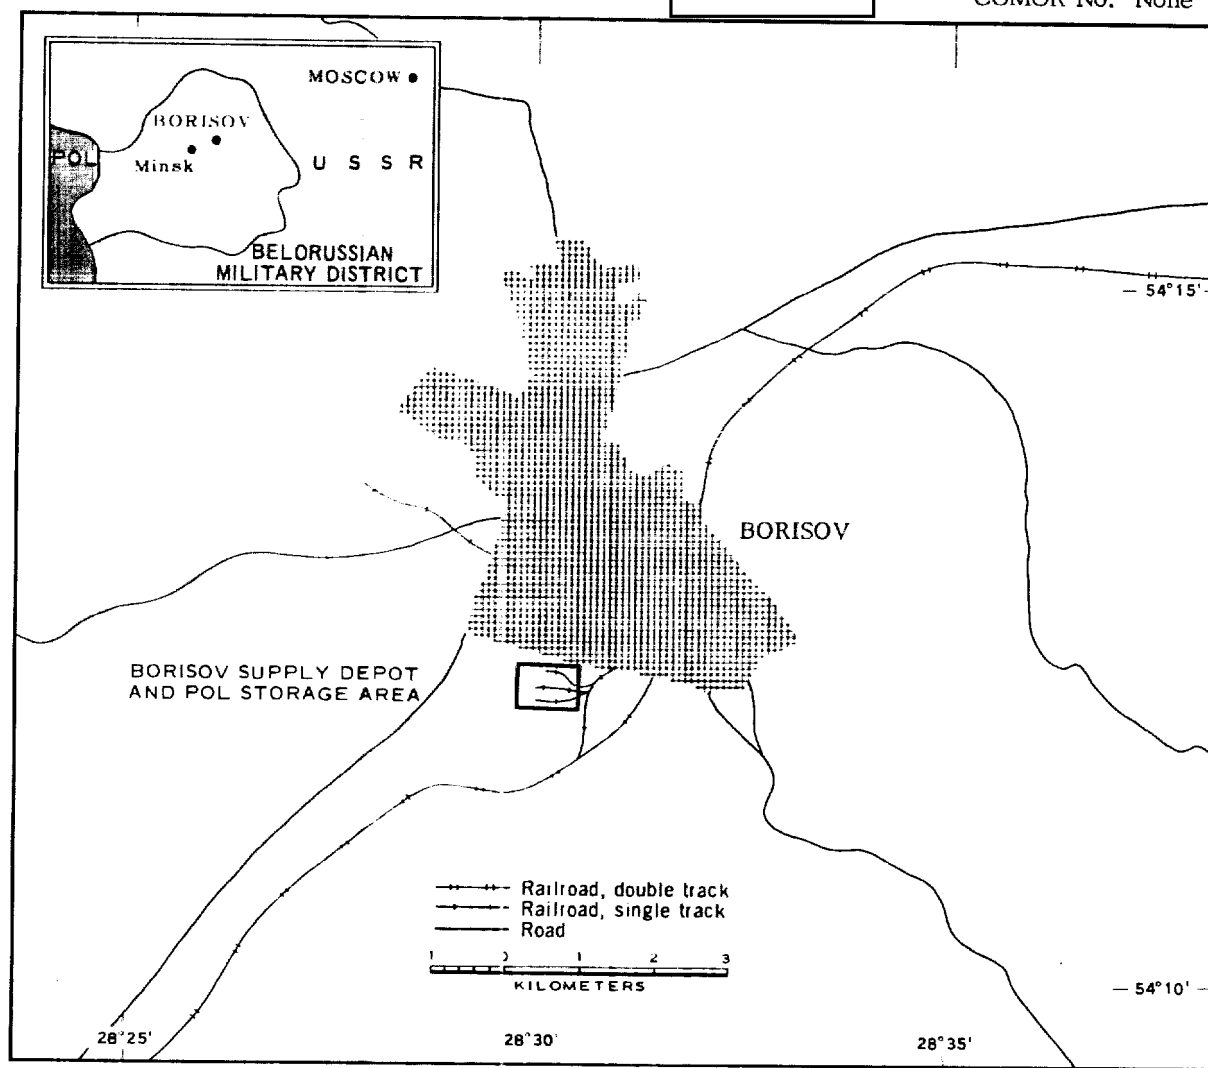 COMOR No. None
MOSCOW
BORISOV
POL
Minsk
U S S R
BELORUSSIAN
MILITARY DISTRICT
— 54°15'
BORISOV
BORISOV SUPPLY DEPOT
AND POL STORAGE AREA
Railroad, double track
Railroad, single track
Road
1 0 1 2 3
KILOMETERS
— 54°10' —
28°25' 28°30' 28°35'